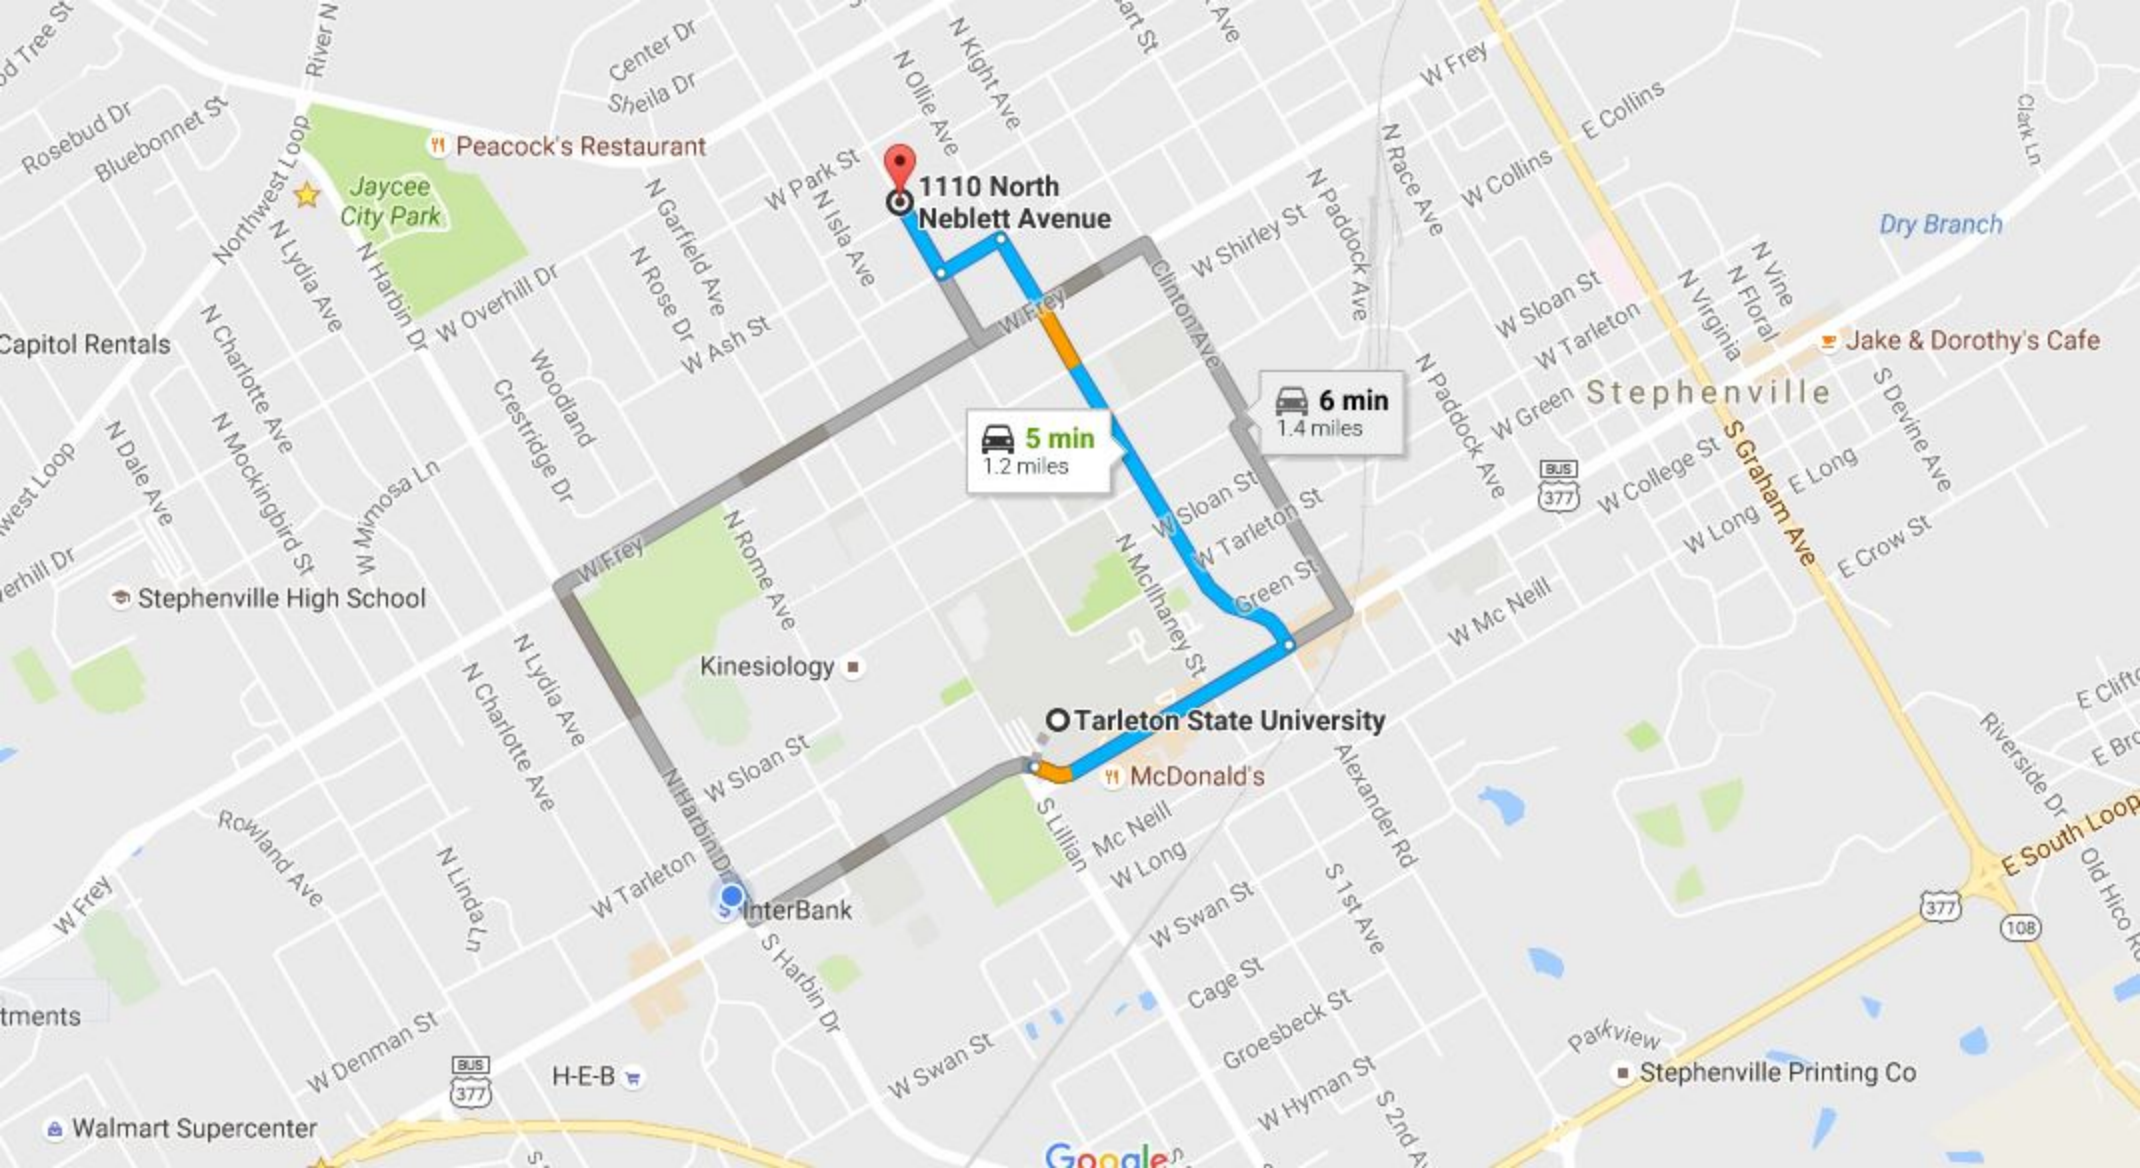 Center Dr
Sheila Dr
N Ollie Ave
N Kight Ave
W Frey
E Collins
W Collins
Clark Ln
Rosebud Dr
Bluebonnet St
Northwest Loop
Peacock's Restaurant
Jaycee
City Park
W Park St
N Isla Ave
1110 North
Neblett Avenue
N Race Ave
N Paddock Ave
W Shirley St
Dry Branch
N Vine
N Floral
N Virginia
N Lydia Ave
N Harbin Dr
N Garfield Ave
N Rose Dr
W Overhill Dr
W Ash St
W Frey
Clinton Ave
W Sloan St
W Tarleton
Jake & Dorothy's Cafe
Capitol Rentals
N Charlotte Ave
Woodland
Crestridge Dr
6 min
1.4 miles
5 min
1.2 miles
N Paddock Ave
W Green
Stephenville
S Devine Ave
N Dale Ave
N Mockingbird St
W Mimosa Ln
W Sloan St
W Tarleton St
Green St
BUS
377
W College St
S Graham Ave
E Long
W Long
E Crow St
Stephenville High School
W Frey
N Rome Ave
N McIlhaney St
W Mc Neill
Kinesiology
N Lydia Ave
N Charlotte Ave
Tarleton State University
McDonald's
W Sloan St
N Harbin Dr
Rowland Ave
N Linda Ln
W Tarleton
S Lillian
Mc Neill
W Long
Alexander Rd
S 1st Ave
Riverside Dr
E South Loop
377
108
W Frey
InterBank
S Harbin Dr
W Swan St
Cage St
Groesbeck St
W Hyman St
S 2nd Av
W Swan St
Parkview
Stephenville Printing Co
W Denman St
BUS
377
H-E-B
Walmart Supercenter
Google